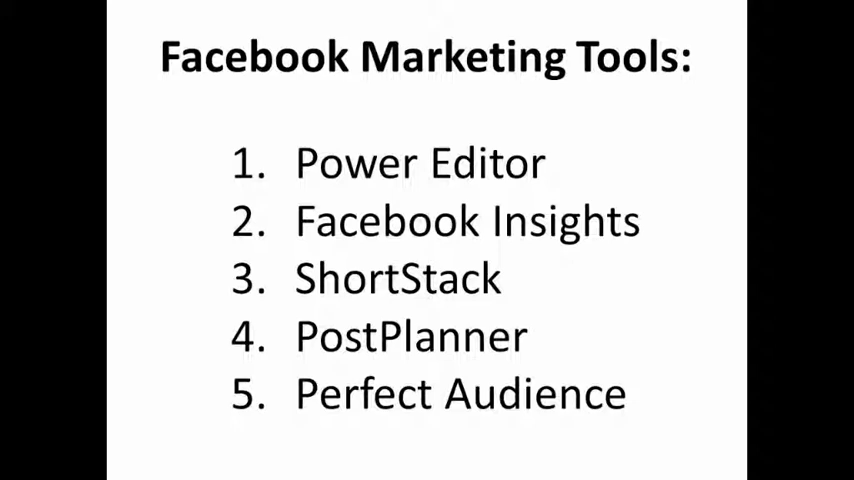 Facebook Marketing Tools:
1. Power Editor
2. Facebook Insights
3. ShortStack
4. PostPlanner
5. Perfect Audience